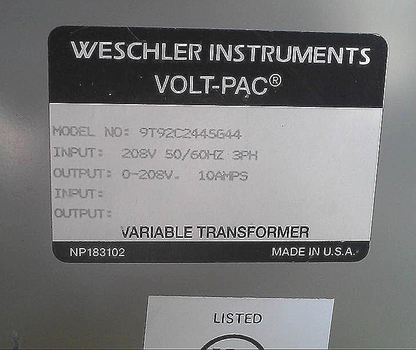 WESCHLER INSTRUMENTS
VOLT-PAC®
MODEL NO: 9T92C2445G44
INPUT: 208V 50/60HZ 3PH
OUTPUT: 0-208V. 10AMPS
INPUT:
OUTPUT:
VARIABLE TRANSFORMER
NP183102 MADE IN U.S.A.
LISTED